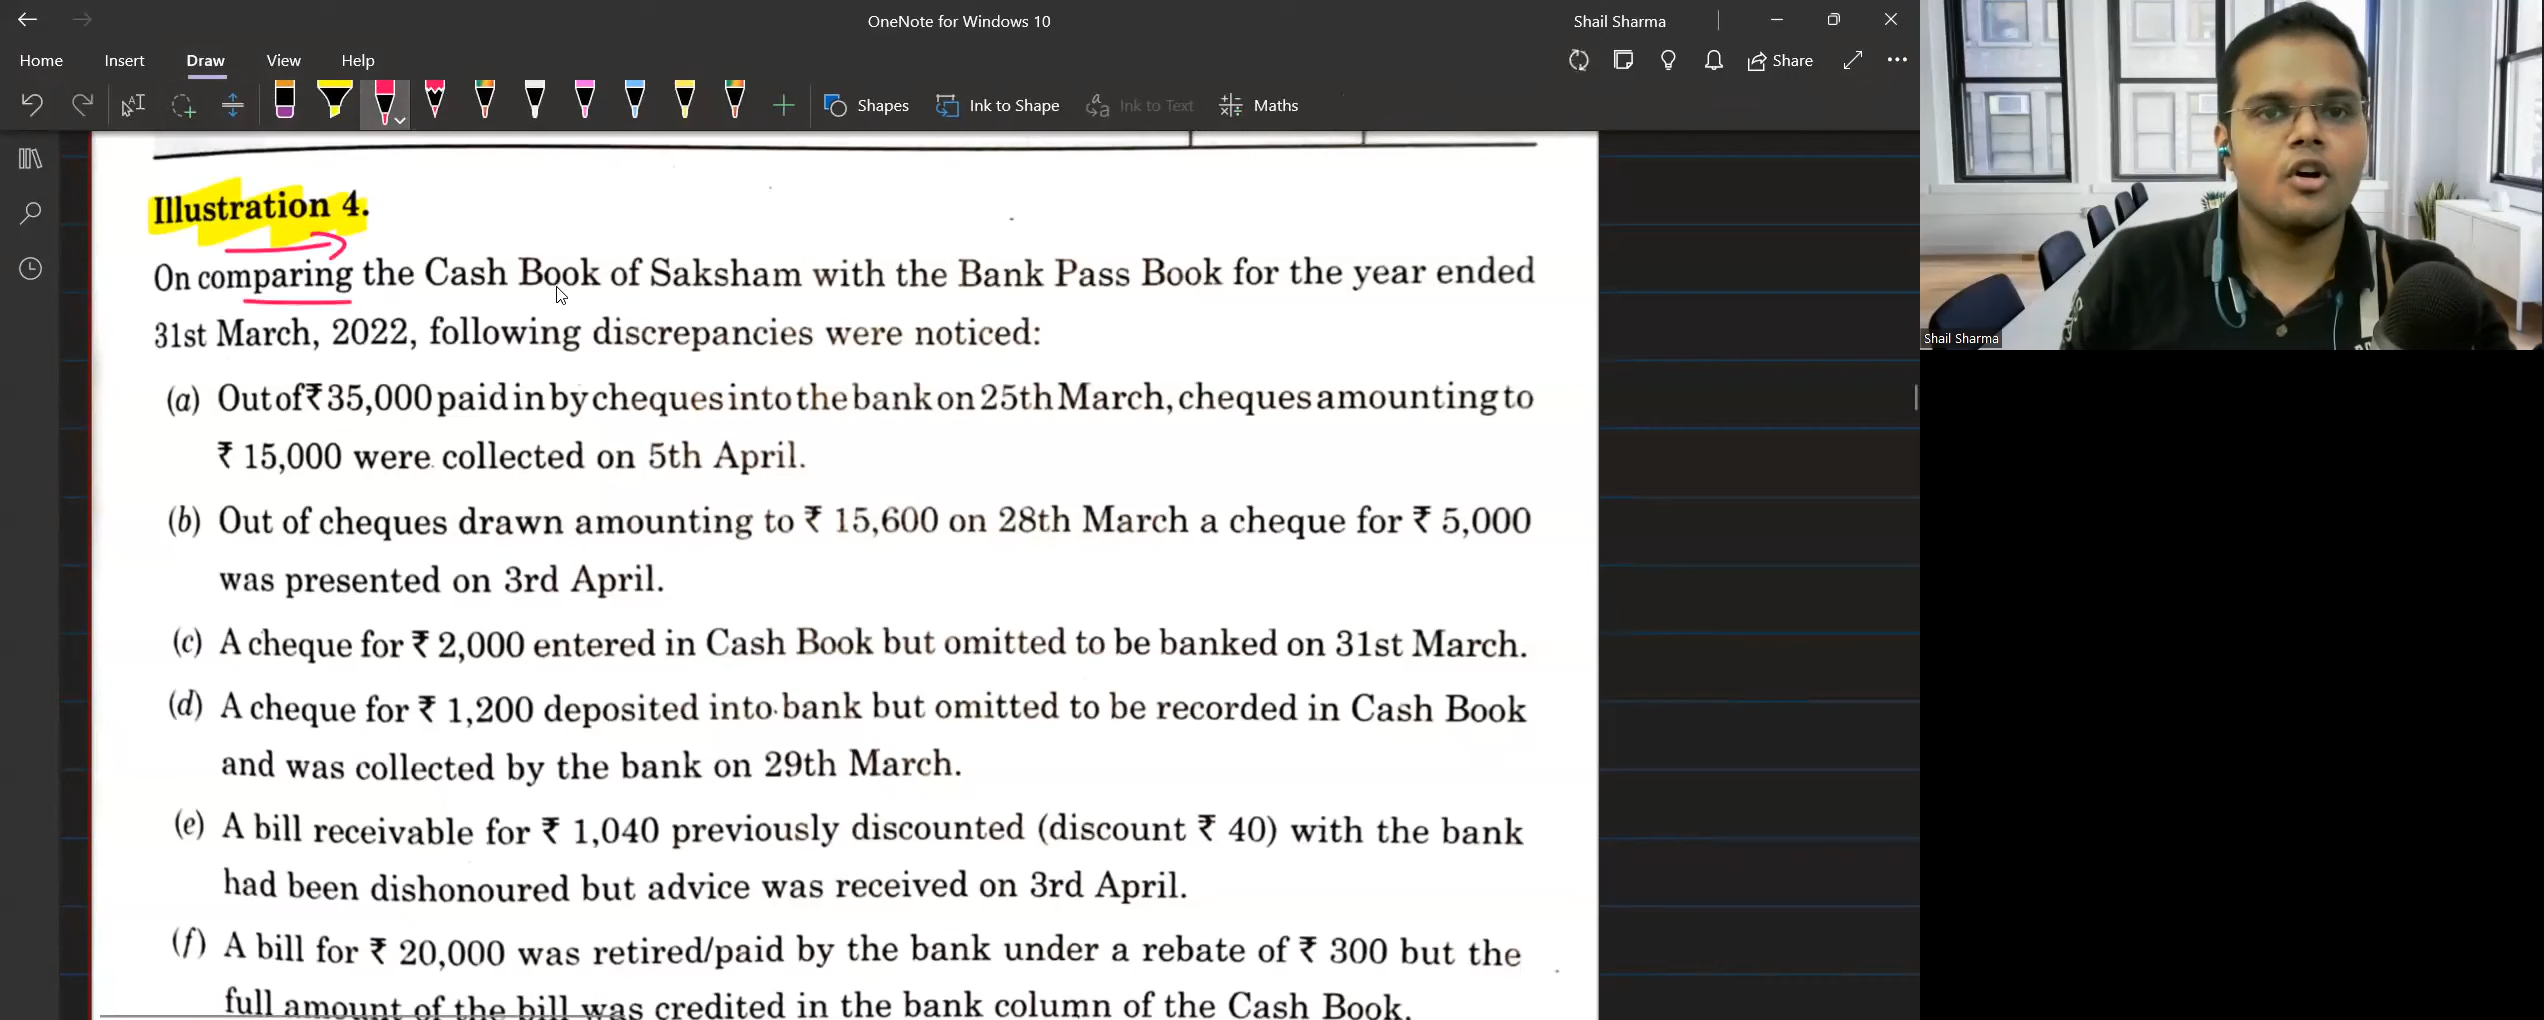 OneNote for Windows 10
Shail Sharma
Home Insert Draw View Help
Share
Shapes Ink to Shape Ink to Text Maths
Illustration 4.
On comparing the Cash Book of Saksham with the Bank Pass Book for the year ended
31st March, 2022, following discrepancies were noticed:
(a) Out of ₹ 35,000 paid in by cheques into the bank on 25th March, cheques amounting to
₹ 15,000 were collected on 5th April.
(b) Out of cheques drawn amounting to ₹ 15,600 on 28th March a cheque for ₹ 5,000
was presented on 3rd April.
(c) A cheque for ₹ 2,000 entered in Cash Book but omitted to be banked on 31st March.
(d) A cheque for ₹ 1,200 deposited into bank but omitted to be recorded in Cash Book
and was collected by the bank on 29th March.
(e) A bill receivable for ₹ 1,040 previously discounted (discount ₹ 40) with the bank
had been dishonoured but advice was received on 3rd April.
(f) A bill for ₹ 20,000 was retired/paid by the bank under a rebate of ₹ 300 but the
full amount of the bill was credited in the bank column of the Cash Book.
Shail Sharma